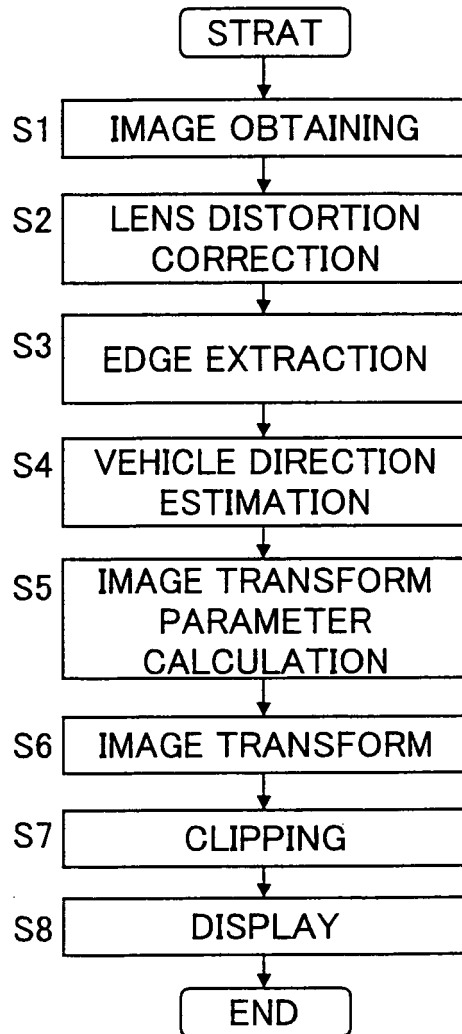 STRAT
S1 IMAGE OBTAINING
S2 LENS DISTORTION
CORRECTION
S3 EDGE EXTRACTION
S4 VEHICLE DIRECTION
ESTIMATION
S5 IMAGE TRANSFORM
PARAMETER
CALCULATION
S6 IMAGE TRANSFORM
S7 CLIPPING
S8 DISPLAY
END